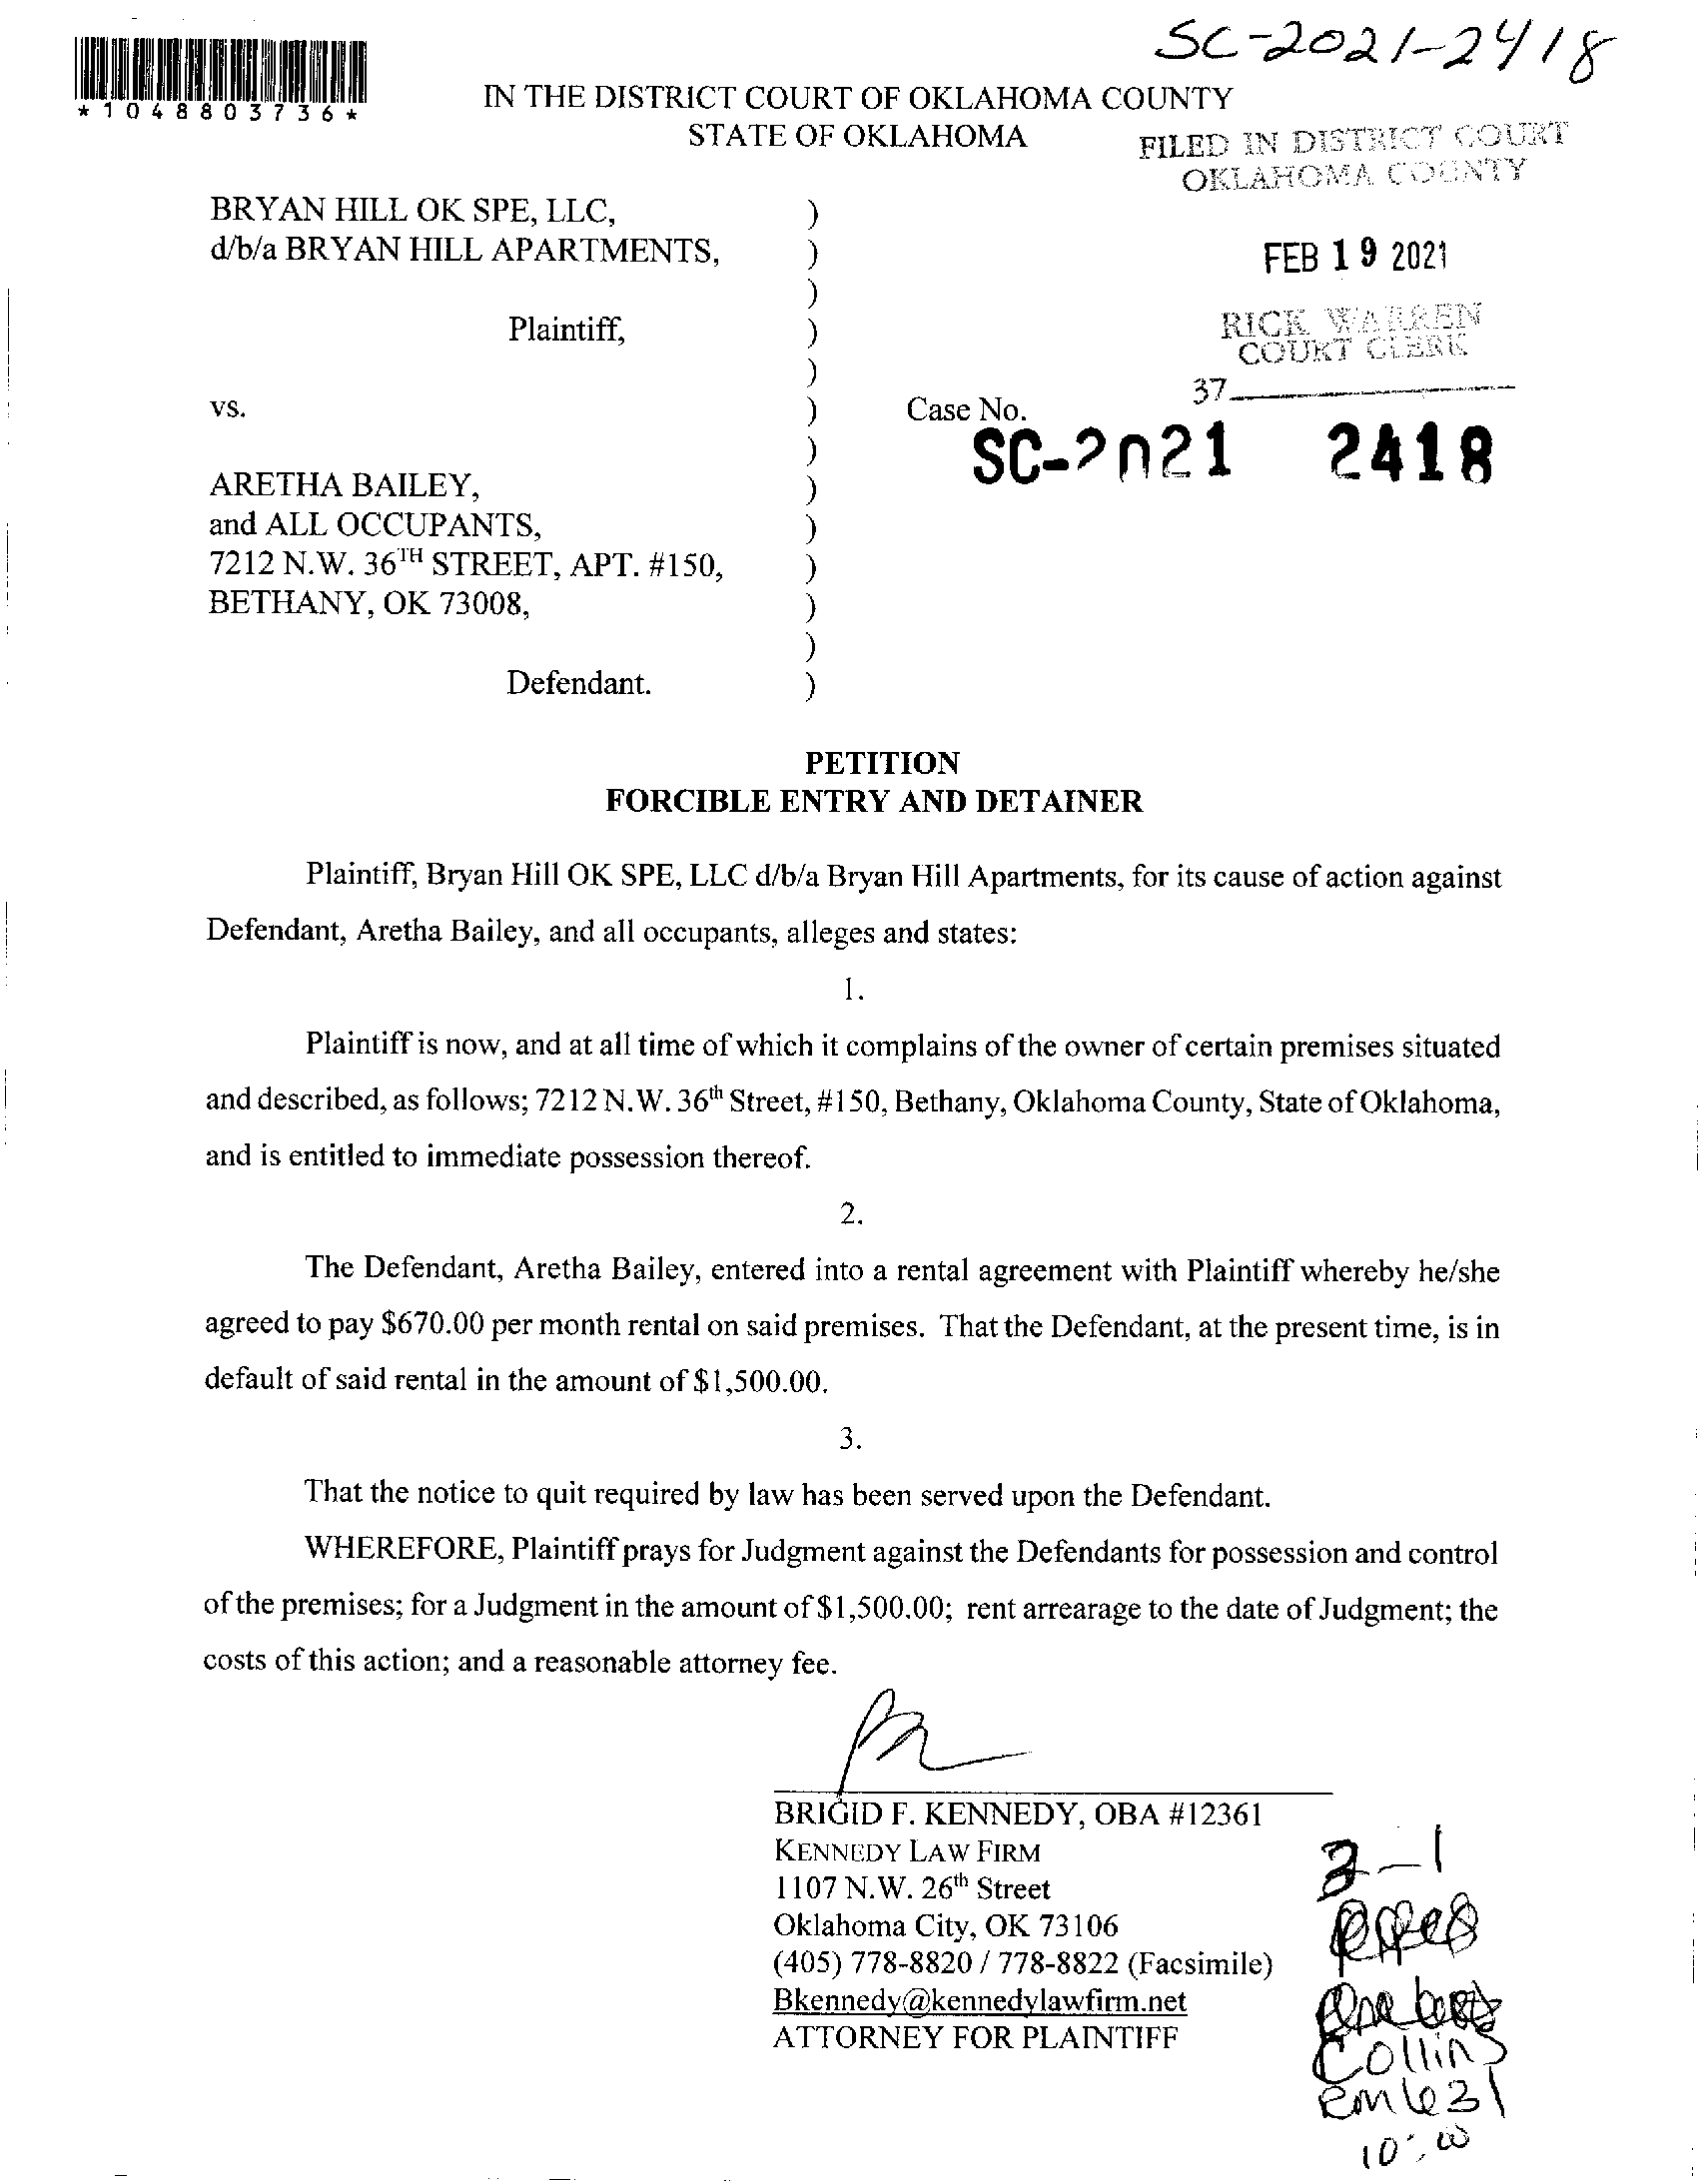 SC-2021-2418
*1048803736*
IN THE DISTRICT COURT OF OKLAHOMA COUNTY
STATE OF OKLAHOMA
FILED IN DISTRICT COURT
OKLAHOMA COUNTY
BRYAN HILL OK SPE, LLC,
d/b/a BRYAN HILL APARTMENTS,
FEB 19 2021
Plaintiff,
RICK WARREN
COURT CLERK
37
vs.
Case No.
SC-2021 2418
ARETHA BAILEY,
and ALL OCCUPANTS,
7212 N.W. 36TH STREET, APT. #150,
BETHANY, OK 73008,
Defendant.
PETITION
FORCIBLE ENTRY AND DETAINER
Plaintiff, Bryan Hill OK SPE, LLC d/b/a Bryan Hill Apartments, for its cause of action against
Defendant, Aretha Bailey, and all occupants, alleges and states:
1.
Plaintiff is now, and at all time of which it complains of the owner of certain premises situated
and described, as follows; 7212 N.W. 36th Street, #150, Bethany, Oklahoma County, State of Oklahoma,
and is entitled to immediate possession thereof.
2.
The Defendant, Aretha Bailey, entered into a rental agreement with Plaintiff whereby he/she
agreed to pay $670.00 per month rental on said premises. That the Defendant, at the present time, is in
default of said rental in the amount of $1,500.00.
3.
That the notice to quit required by law has been served upon the Defendant.
WHEREFORE, Plaintiff prays for Judgment against the Defendants for possession and control
of the premises; for a Judgment in the amount of $1,500.00; rent arrearage to the date of Judgment; the
costs of this action; and a reasonable attorney fee.
BRIGID F. KENNEDY, OBA #12361
KENNEDY LAW FIRM
1107 N.W. 26th Street
Oklahoma City, OK 73106
(405) 778-8820 / 778-8822 (Facsimile)
Bkennedy@kennedylawfirm.net
ATTORNEY FOR PLAINTIFF
3-1
Collins
Rm 631
10:00